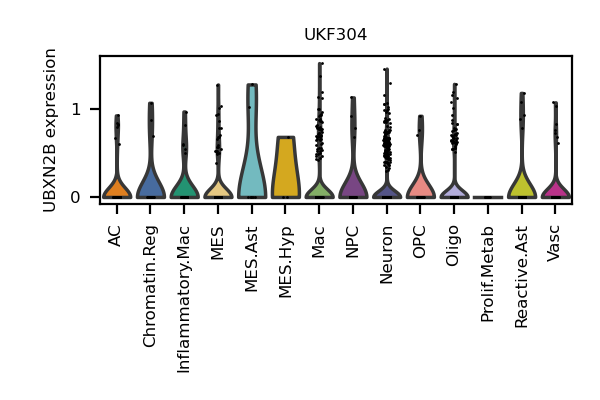 UKF304
UBXN2B expression
1
0
AC
Chromatin.Reg
Inflammatory.Mac
MES
MES.Ast
MES.Hyp
Mac
NPC
Neuron
OPC
Oligo
Prolif.Metab
Reactive.Ast
Vasc